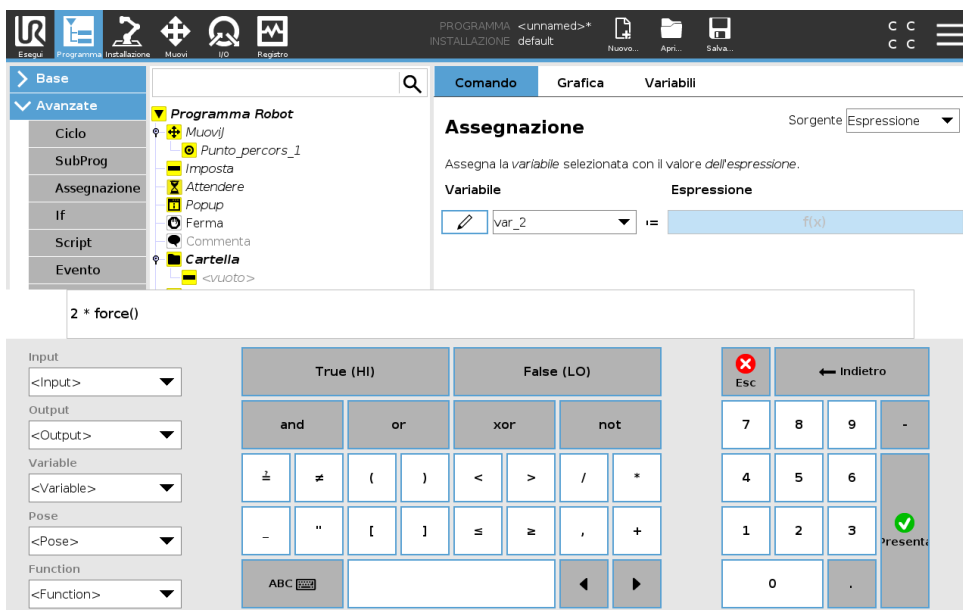 PROGRAMMA <unnamed>*
INSTALLAZIONE default
Esegui Programma Installazione Muovi I/O Registro Nuovo... Apri... Salva...
C C
C C
Base
Avanzate
Ciclo
SubProg
Assegnazione
If
Script
Evento
Programma Robot
MuoviJ
Punto_percors_1
Imposta
Attendere
Popup
Ferma
Commenta
Cartella
<vuoto>
Comando Grafica Variabili
Assegnazione
Sorgente Espressione
Assegna la variabile selezionata con il valore dell'espressione.
Variabile Espressione
var_2 := f(x)
2 * force()
Input
<Input>
Output
<Output>
Variable
<Variable>
Pose
<Pose>
Function
<Function>
True (HI) False (LO)
and or xor not
≟ ≠ ( ) < > / *
_ " [ ] ≤ ≥ , +
ABC
Esc Indietro
7 8 9 -
4 5 6
1 2 3
Presenta
0 .